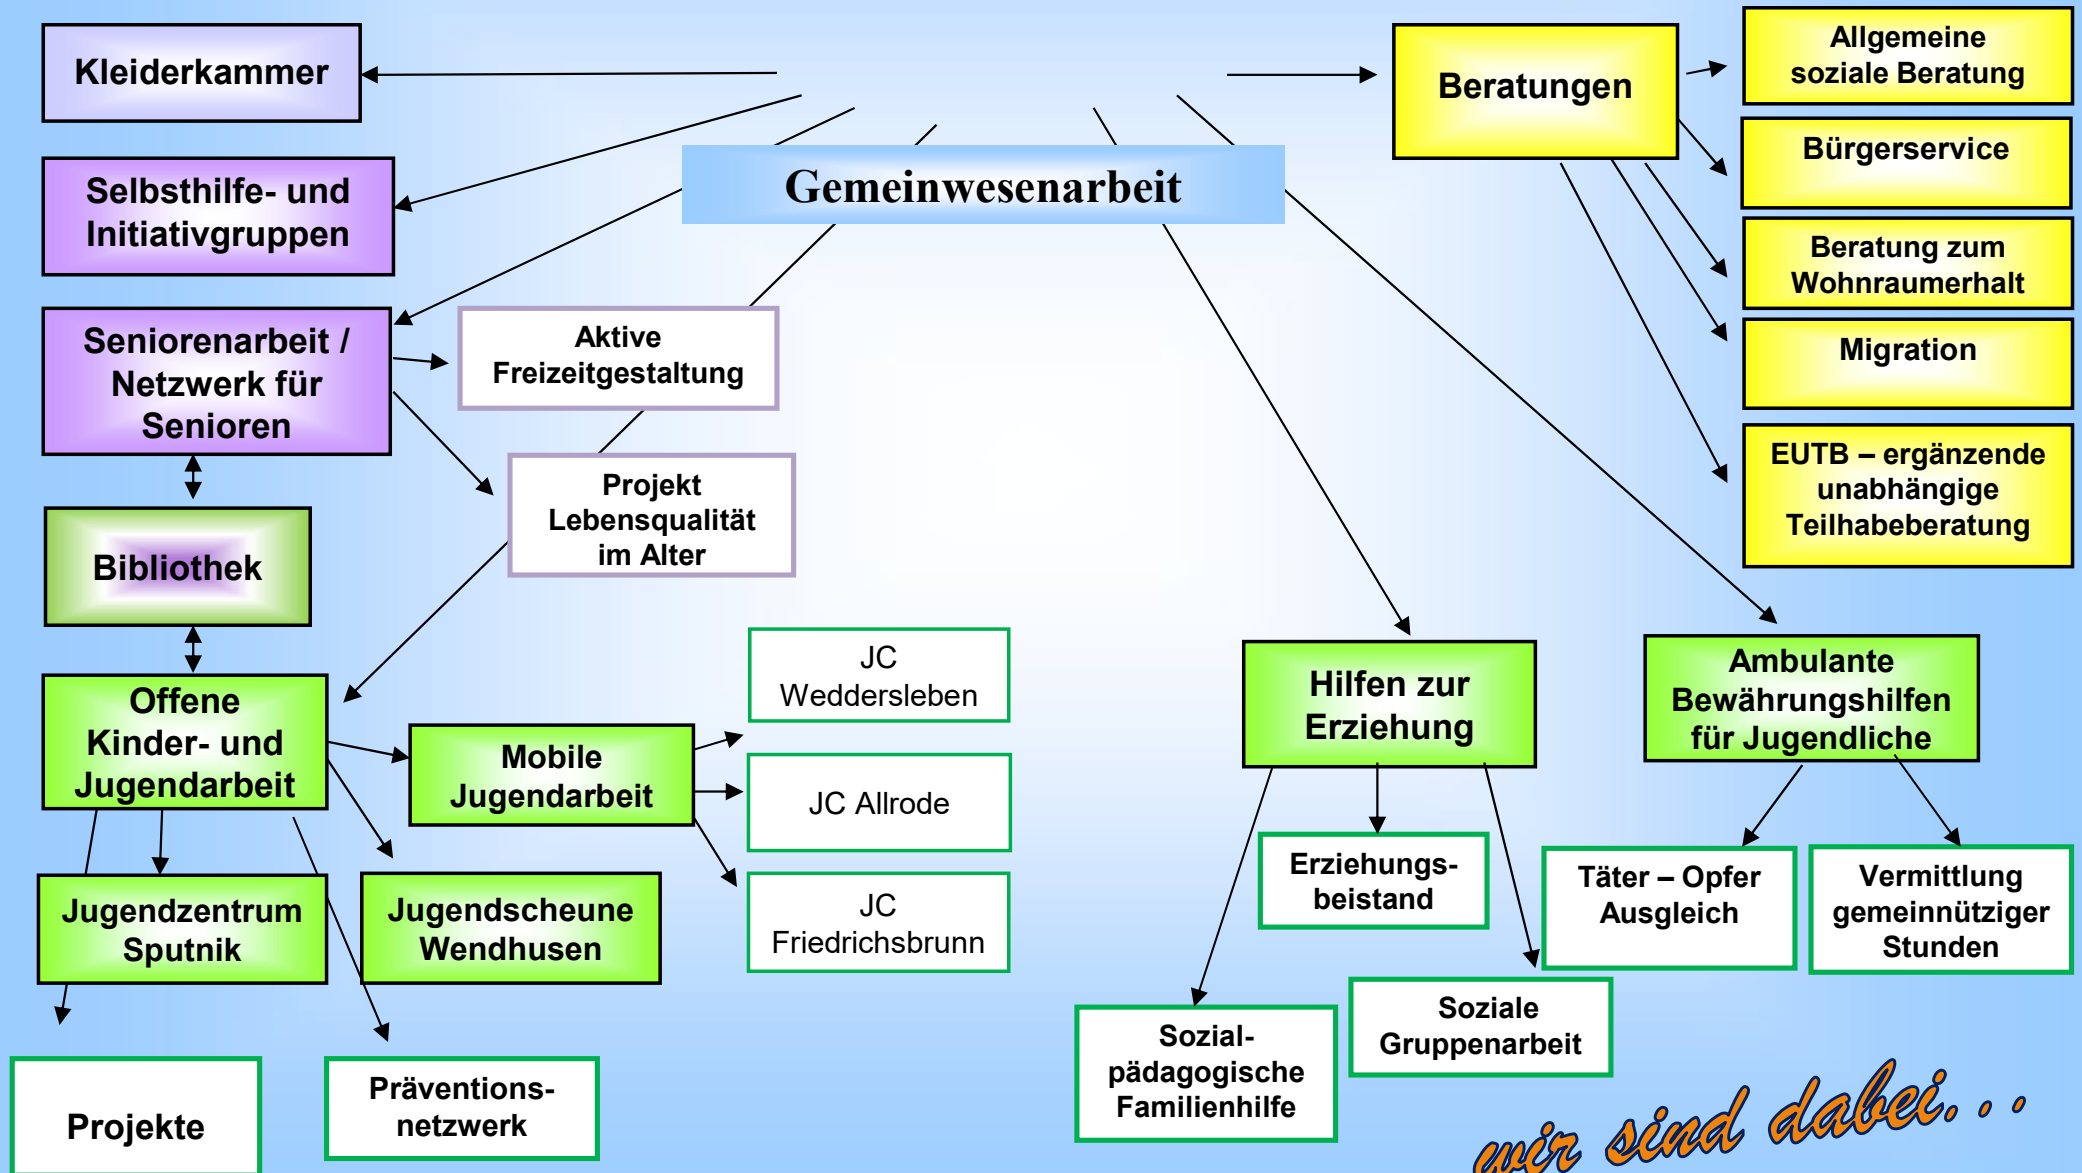 Gemeinwesenarbeit
Kleiderkammer
Selbsthilfe- und
Initiativgruppen
Seniorenarbeit /
Netzwerk für
Senioren
Aktive
Freizeitgestaltung
Projekt
Lebensqualität
im Alter
Bibliothek
Offene
Kinder- und
Jugendarbeit
Mobile
Jugendarbeit
JC
Weddersleben
JC Allrode
JC
Friedrichsbrunn
Jugendzentrum
Sputnik
Jugendscheune
Wendhusen
Projekte
Präventions-
netzwerk
Beratungen
Allgemeine
soziale Beratung
Bürgerservice
Beratung zum
Wohnraumerhalt
Migration
EUTB – ergänzende
unabhängige
Teilhabeberatung
Hilfen zur
Erziehung
Erziehungs-
beistand
Sozial-
pädagogische
Familienhilfe
Soziale
Gruppenarbeit
Ambulante
Bewährungshilfen
für Jugendliche
Täter – Opfer
Ausgleich
Vermittlung
gemeinnütziger
Stunden
wir sind dabei...